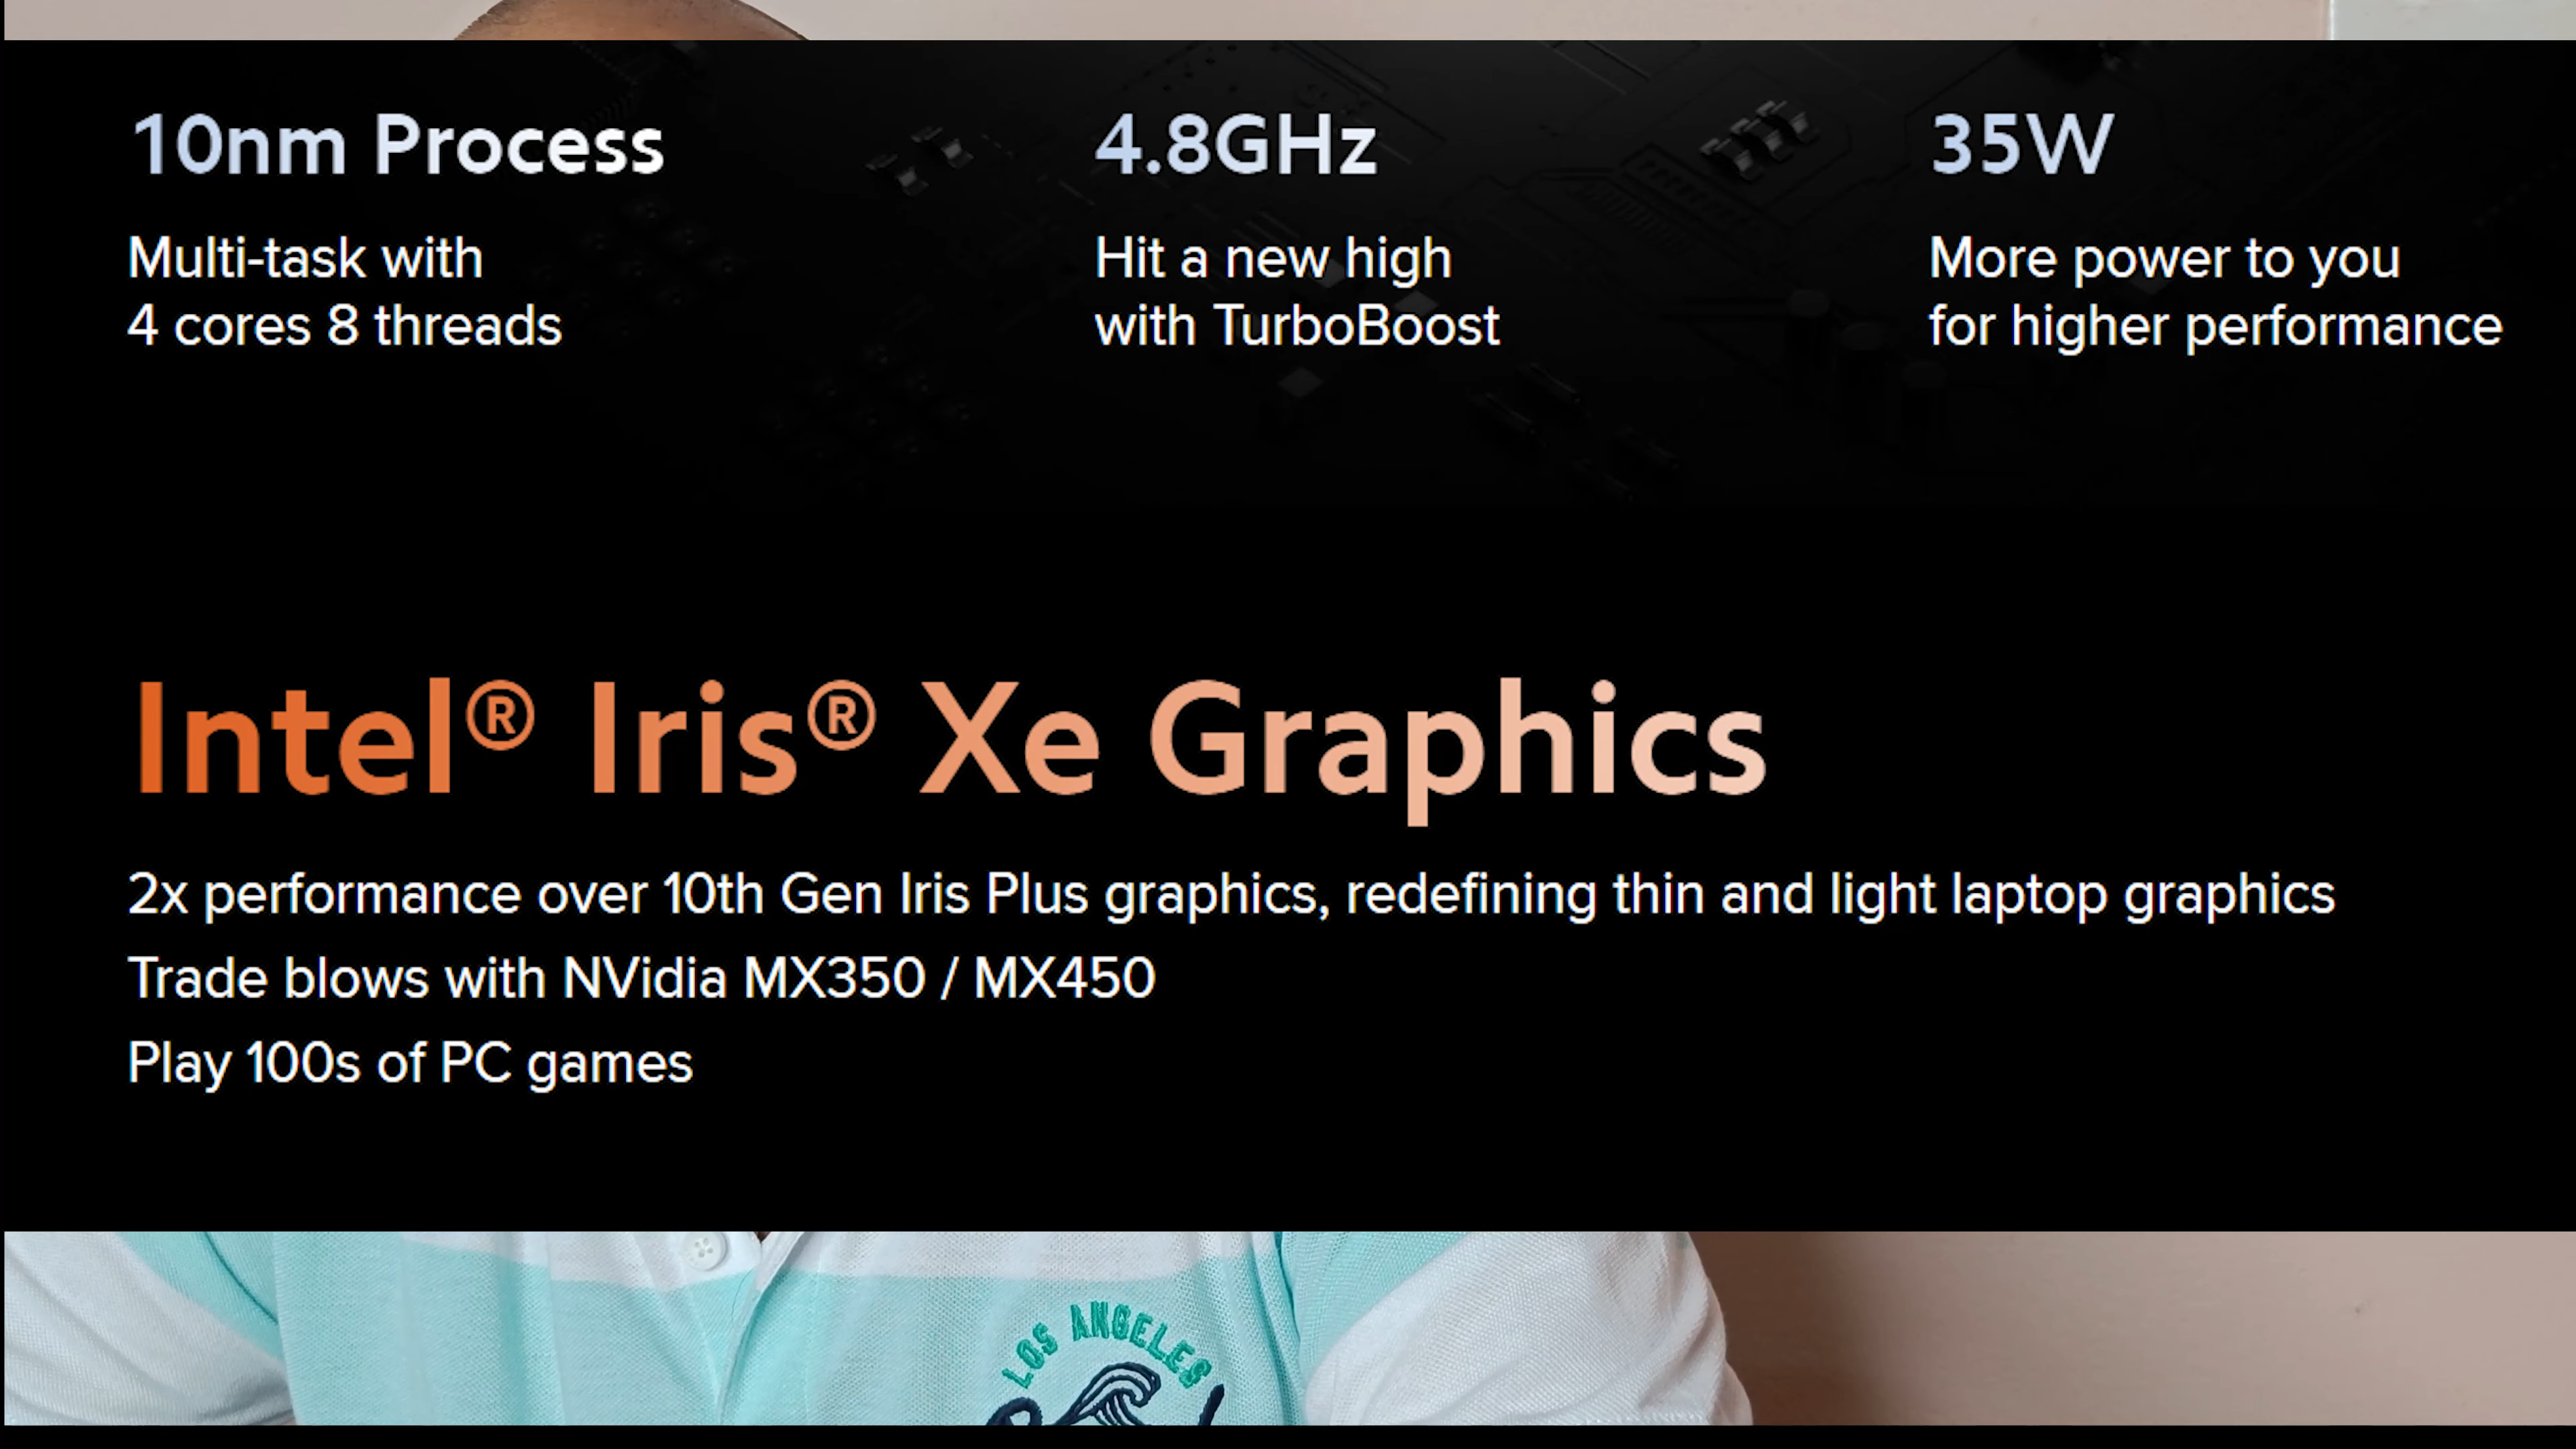 10nm Process
Multi-task with
4 cores 8 threads
4.8GHz
Hit a new high
with TurboBoost
35W
More power to you
for higher performance
Intel® Iris® Xe Graphics
2x performance over 10th Gen Iris Plus graphics, redefining thin and light laptop graphics
Trade blows with NVidia MX350 / MX450
Play 100s of PC games
LOS ANGELES